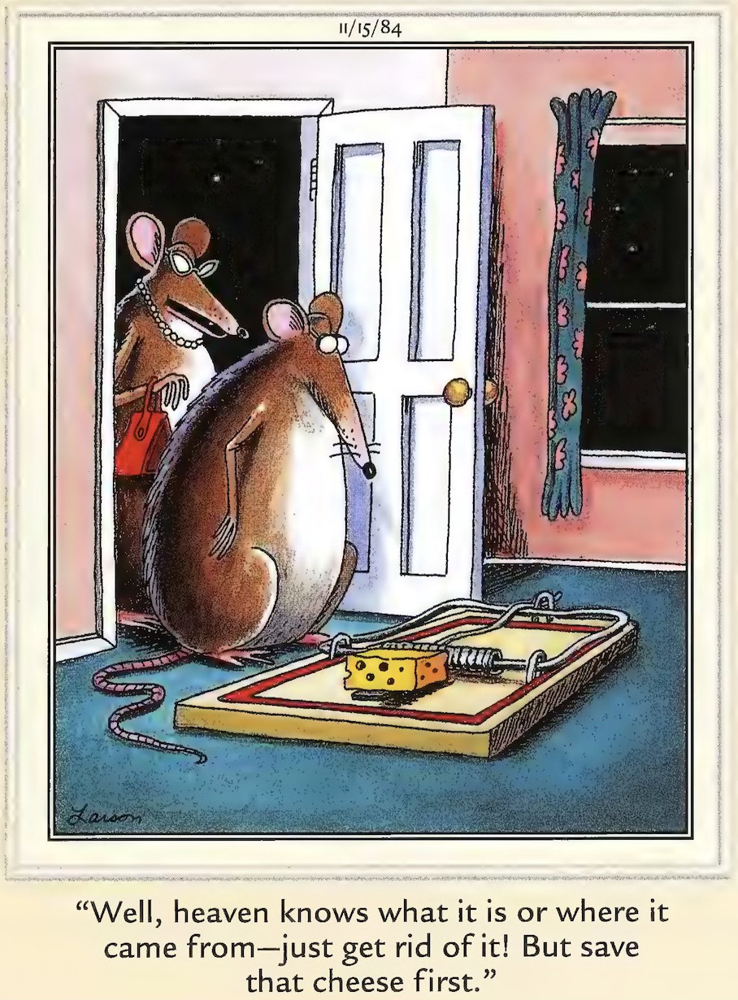 11/15/84
Larson
“Well, heaven knows what it is or where it
came from—just get rid of it! But save
that cheese first.”